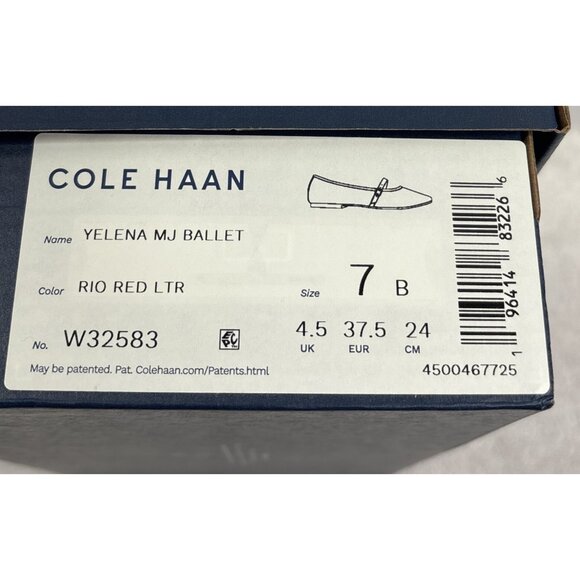 COLE HAAN
Name YELENA MJ BALLET
Color RIO RED LTR
Size 7 B
No. W32583
4.5 37.5 24
UK EUR CM
May be patented. Pat. Colehaan.com/Patents.html
4500467725
1 96414 83226 6